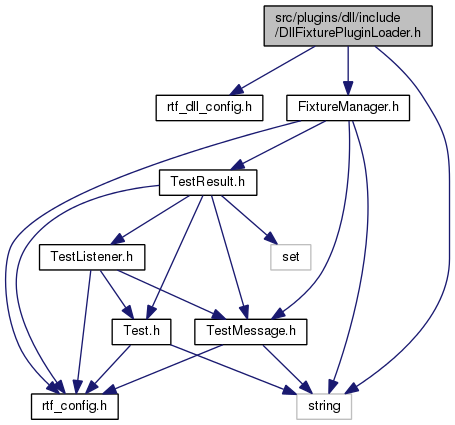 src/plugins/dll/include
/DllFixturePluginLoader.h
rtf_dll_config.h
FixtureManager.h
TestResult.h
TestListener.h
set
Test.h
TestMessage.h
rtf_config.h
string